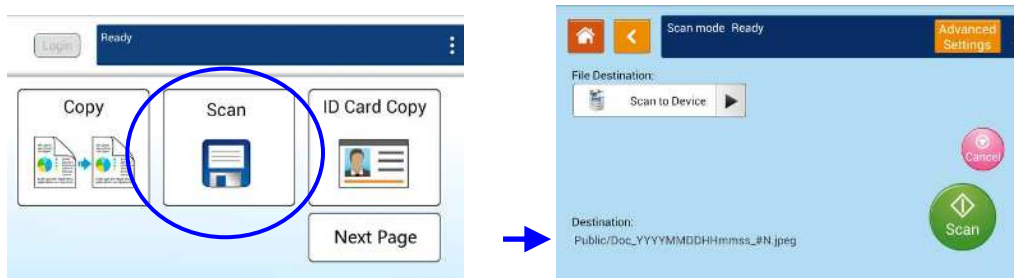 Login
Ready
Copy
Scan
ID Card Copy
Next Page
Scan mode Ready
Advanced
Settings
File Destination:
Scan to Device
Cancel
Scan
Destination:
Public/Doc_YYYYMMDDHHmmss_#N.jpeg